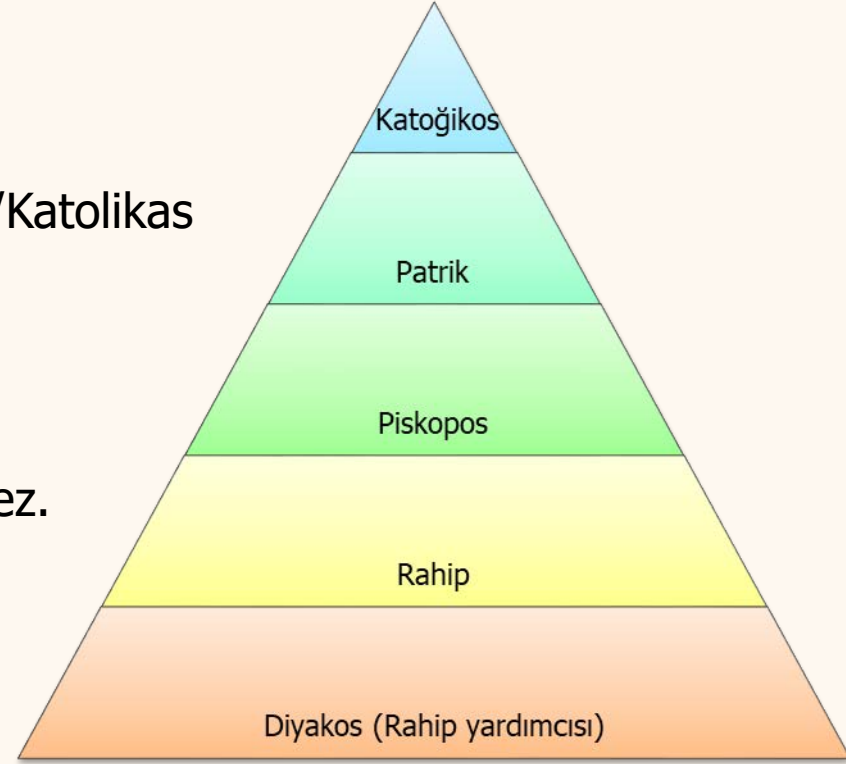 Katoğikos
/Katolikas
Patrik
Piskopos
ez.
Rahip
Diyakos (Rahip yardımcısı)